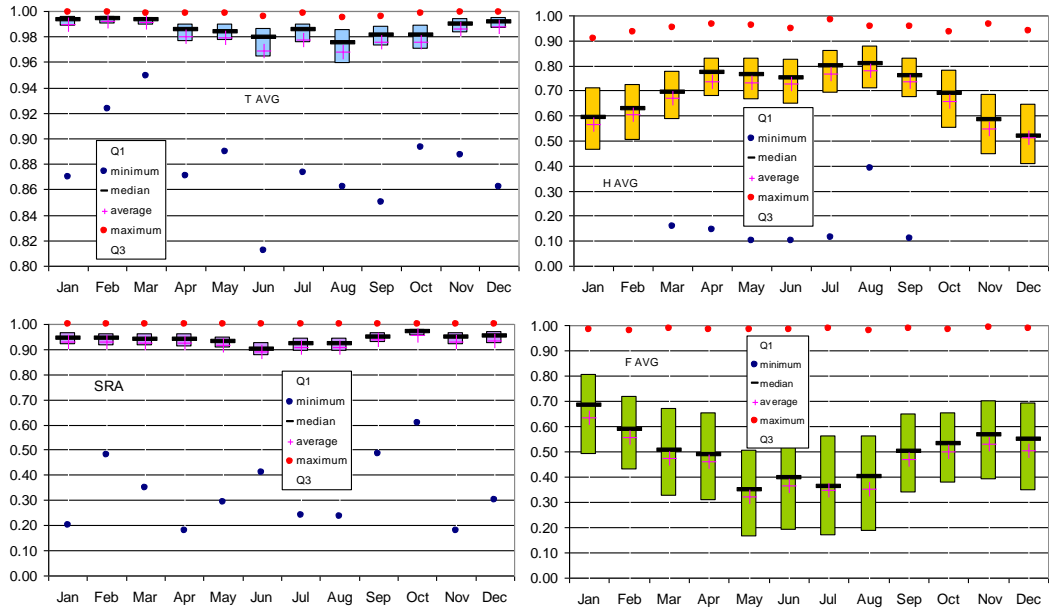 1.00
0.98
0.96
0.94
0.92
0.90
0.88
0.86
0.84
0.82
0.80
T AVG
Q1
minimum
median
average
maximum
Q3
Jan Feb Mar Apr May Jun Jul Aug Sep Oct Nov Dec
1.00
0.90
0.80
0.70
0.60
0.50
0.40
0.30
0.20
0.10
0.00
H AVG
Q1
minimum
median
average
maximum
Q3
Jan Feb Mar Apr May Jun Jul Aug Sep Oct Nov Dec
1.00
0.90
0.80
0.70
0.60
0.50
0.40
0.30
0.20
0.10
0.00
SRA
Q1
minimum
median
average
maximum
Q3
Jan Feb Mar Apr May Jun Jul Aug Sep Oct Nov Dec
1.00
0.90
0.80
0.70
0.60
0.50
0.40
0.30
0.20
0.10
0.00
F AVG
Q1
minimum
median
average
maximum
Q3
Jan Feb Mar Apr May Jun Jul Aug Sep Oct Nov Dec